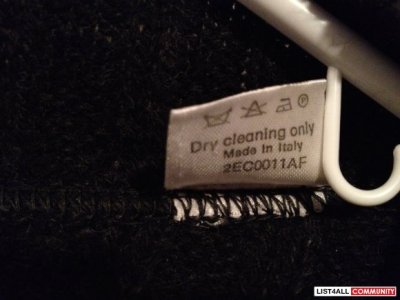 Dry cleaning only
Made in Italy
2EC0011AF
LIST4ALL COMMUNITY